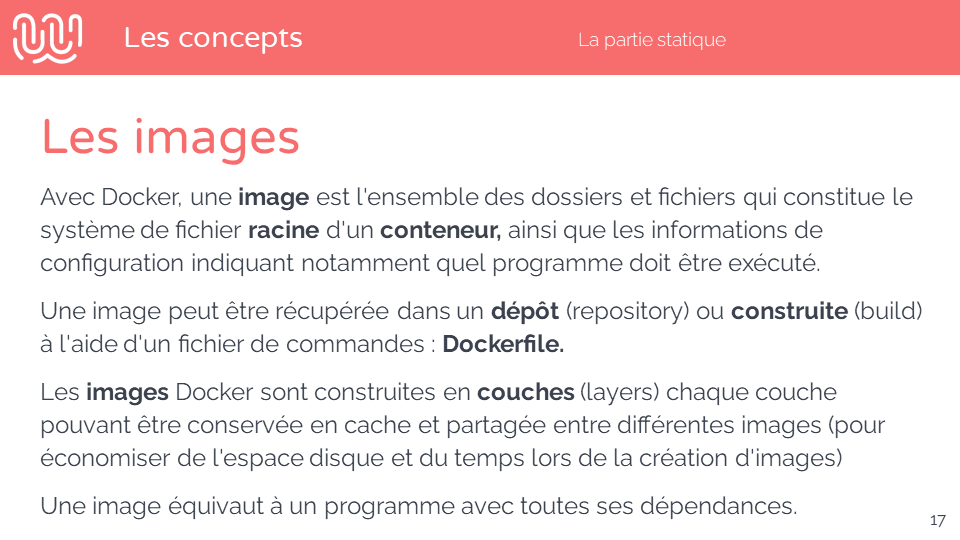 Les concepts
La partie statique
Les images
Avec Docker, une image est l'ensemble des dossiers et fichiers qui constitue le
système de fichier racine d'un conteneur, ainsi que les informations de
configuration indiquant notamment quel programme doit être exécuté.
Une image peut être récupérée dans un dépôt (repository) ou construite (build)
à l'aide d'un fichier de commandes : Dockerfile.
Les images Docker sont construites en couches (layers) chaque couche
pouvant être conservée en cache et partagée entre différentes images (pour
économiser de l'espace disque et du temps lors de la création d'images)
Une image équivaut à un programme avec toutes ses dépendances.
17